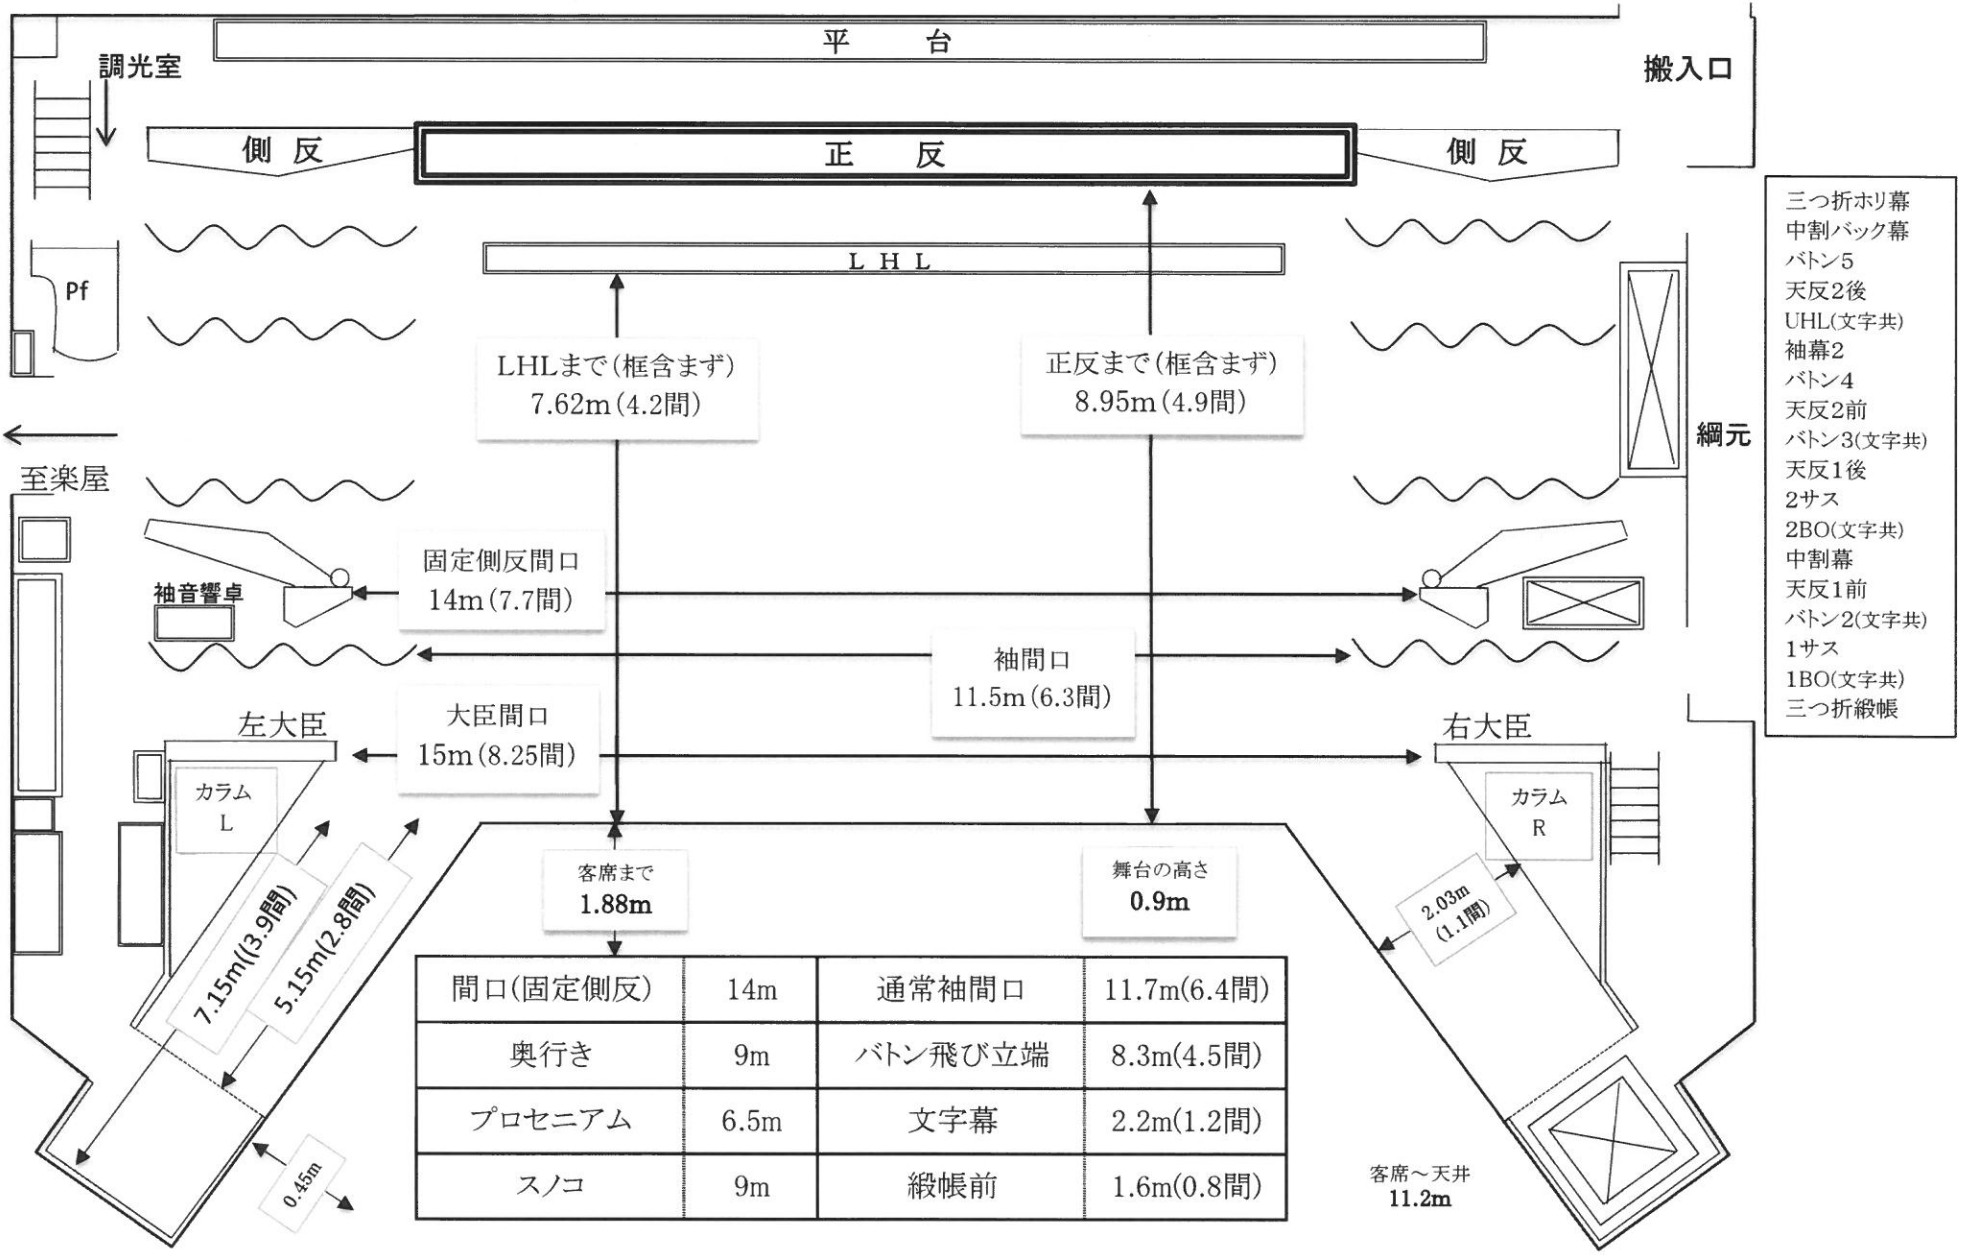 平 台
調光室
搬入口
側 反
正 反
側 反
三つ折ホリ幕
中割バック幕
バトン5
天反2後
UHL(文字共)
袖幕2
バトン4
天反2前
バトン3(文字共)
天反1後
2サス
2BO(文字共)
中割幕
天反1前
バトン2(文字共)
1サス
1BO(文字共)
三つ折緞帳
LHL
Pf
LHLまで(框含まず)
7.62m(4.2間)
正反まで(框含まず)
8.95m(4.9間)
綱元
至楽屋
固定側反間口
14m(7.7間)
袖音響卓
袖間口
11.5m(6.3間)
大臣間口
15m(8.25間)
左大臣
右大臣
カラム
L
カラム
R
客席まで
1.88m
舞台の高さ
0.9m
7.15m((3.9間)
5.15m(2.8間)
2.03m
(1.1間)
間口(固定側反) 14m 通常袖間口 11.7m(6.4間)
奥行き 9m バトン飛び立端 8.3m(4.5間)
プロセニアム 6.5m 文字幕 2.2m(1.2間)
スノコ 9m 緞帳前 1.6m(0.8間)
0.45m
客席～天井
11.2m